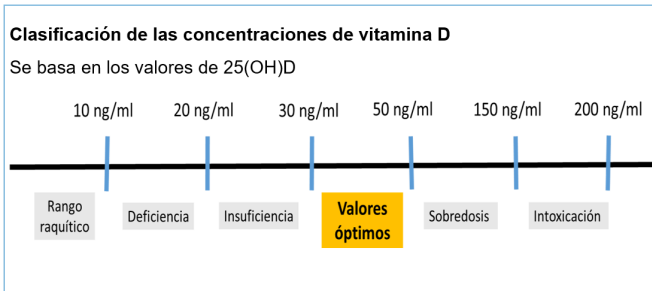 Clasificación de las concentraciones de vitamina D
Se basa en los valores de 25(OH)D
10 ng/ml 20 ng/ml 30 ng/ml 50 ng/ml 150 ng/ml 200 ng/ml
Rango
raquítico
Deficiencia
Insuficiencia
Valores
óptimos
Sobredosis
Intoxicación